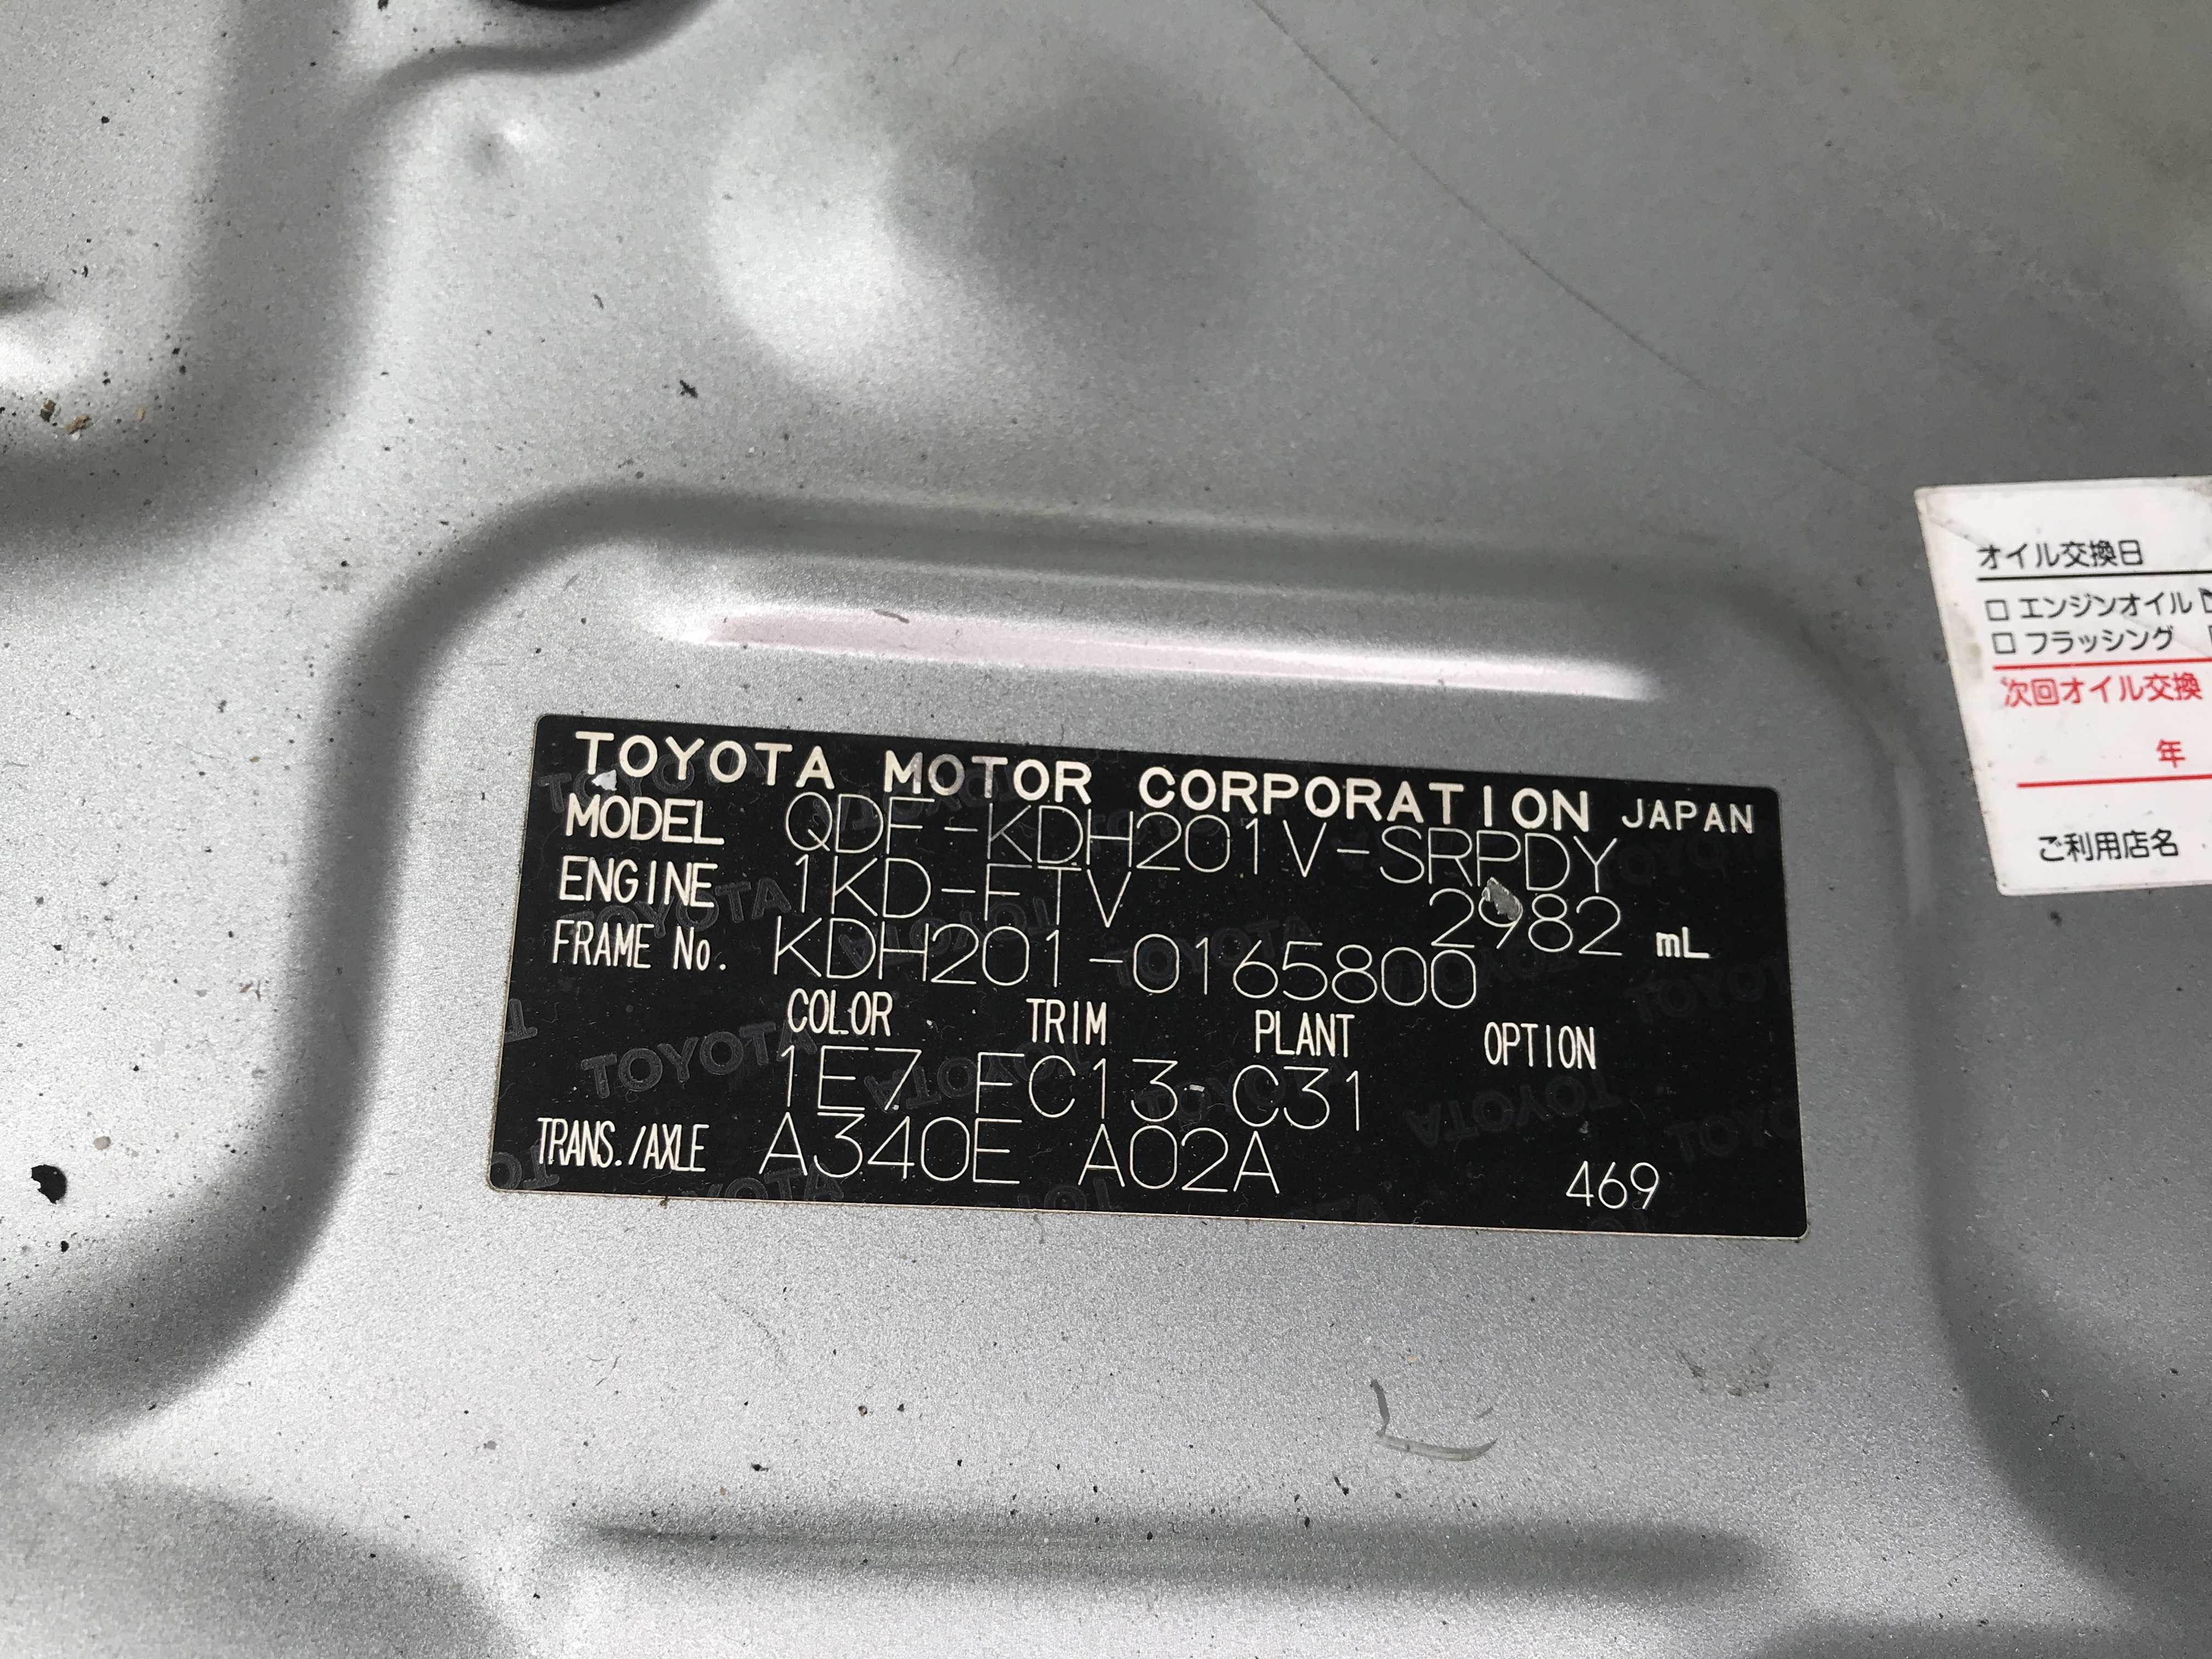 TOYOTA MOTOR CORPORATION JAPAN
MODEL QDF-KDH201V-SRPDY
ENGINE 1KD-FTV 2982 mL
FRAME No. KDH201-0165800
COLOR TRIM PLANT OPTION
1E7 FC13 C31
TRANS./AXLE A340E A02A 469
オイル交換日
□ エンジンオイル
□ フラッシング
次回オイル交換
年
ご利用店名